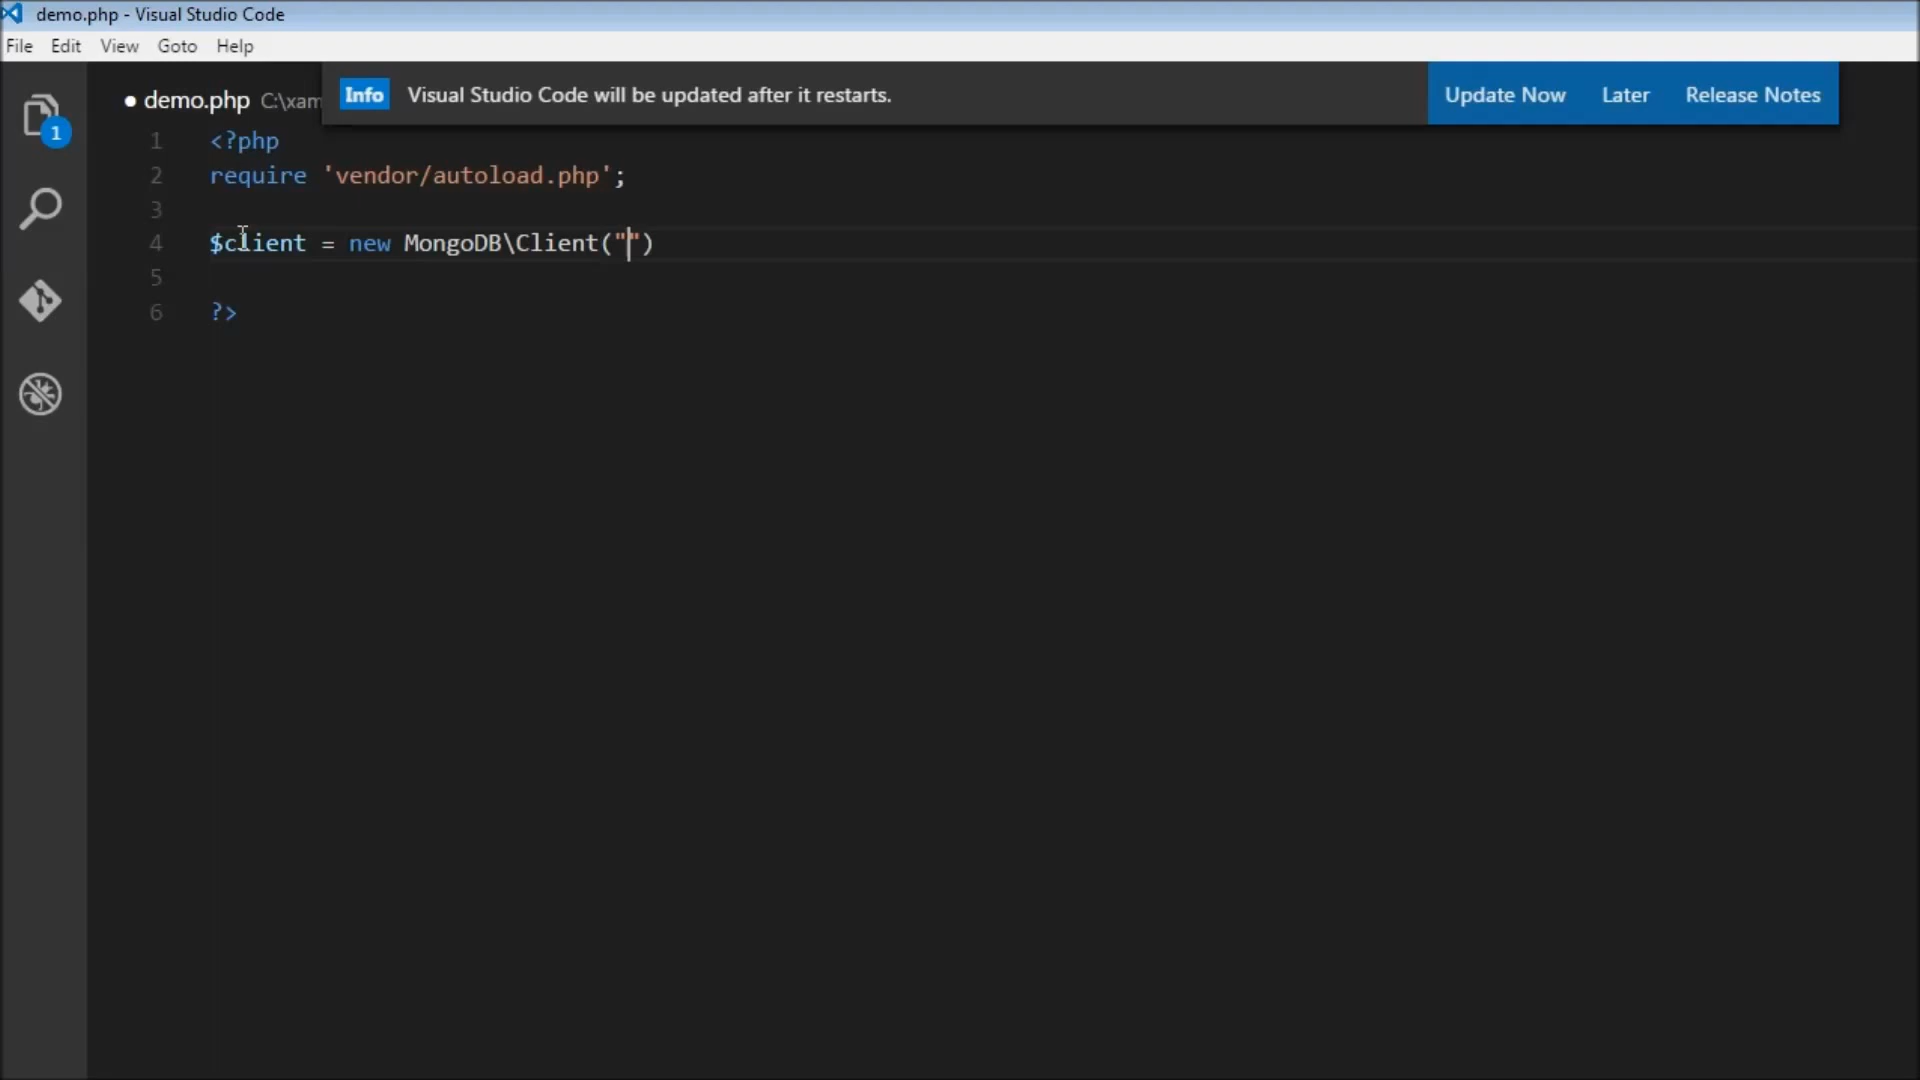 demo.php - Visual Studio Code
File Edit View Goto Help
● demo.php C:\xam
Info Visual Studio Code will be updated after it restarts. Update Now Later Release Notes
1
1 <?php
2 require 'vendor/autoload.php';
3
4 $client = new MongoDB\Client("")
5
6 ?>